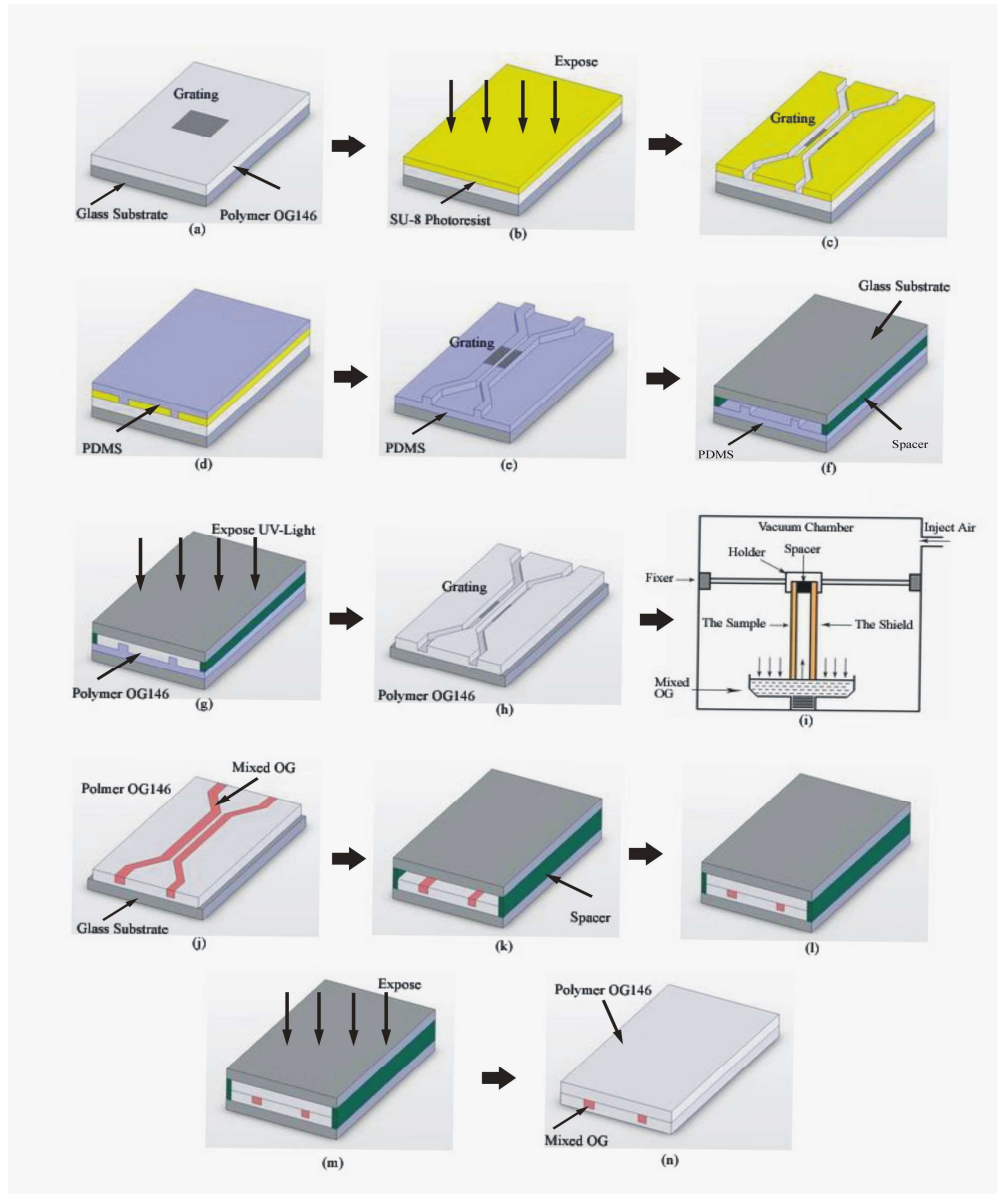 Grating
Glass Substrate
Polymer OG146
(a)
Expose
SU-8 Photoresist
(b)
Grating
(c)
PDMS
(d)
Grating
PDMS
(e)
Glass Substrate
PDMS
Spacer
(f)
Expose UV-Light
Polymer OG146
(g)
Grating
Polymer OG146
(h)
Vacuum Chamber
Inject Air
Holder
Spacer
Fixer
The Sample
The Shield
Mixed
OG
(i)
Mixed OG
Polmer OG146
Glass Substrate
(j)
Spacer
(k)
(l)
Expose
(m)
Polymer OG146
Mixed OG
(n)